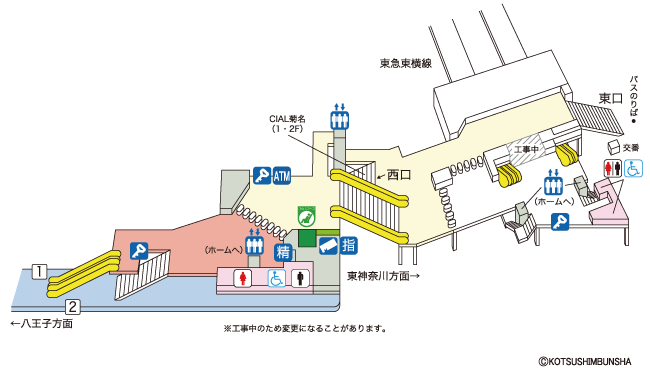 東急東横線
バスのりば
東口
CIAL菊名
(1・2F)
交番
工事中
ATM
西口
(ホームへ)
(ホームへ)
精
指
1
東神奈川方面→
2
←八王子方面
※工事中のため変更になることがあります。
©KOTSUSHIMBUNSHA